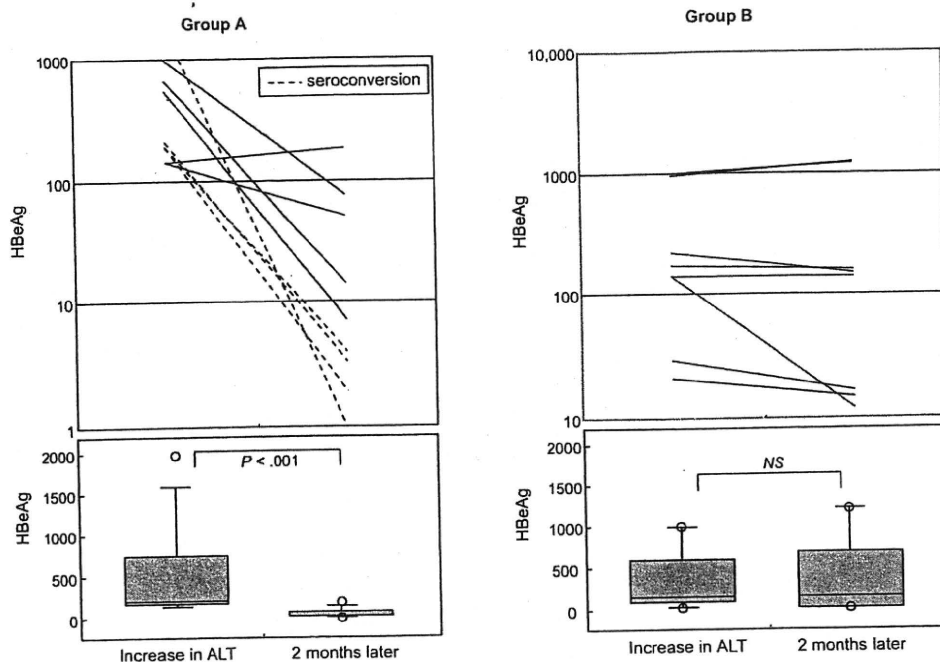 Group A
1000
100
10
1
HBeAg
seroconversion
2000
1500
1000
500
0
HBeAg
P < .001
Increase in ALT
2 months later
Group B
10,000
1000
100
10
HBeAg
2000
1500
1000
500
0
HBeAg
NS
Increase in ALT
2 months later